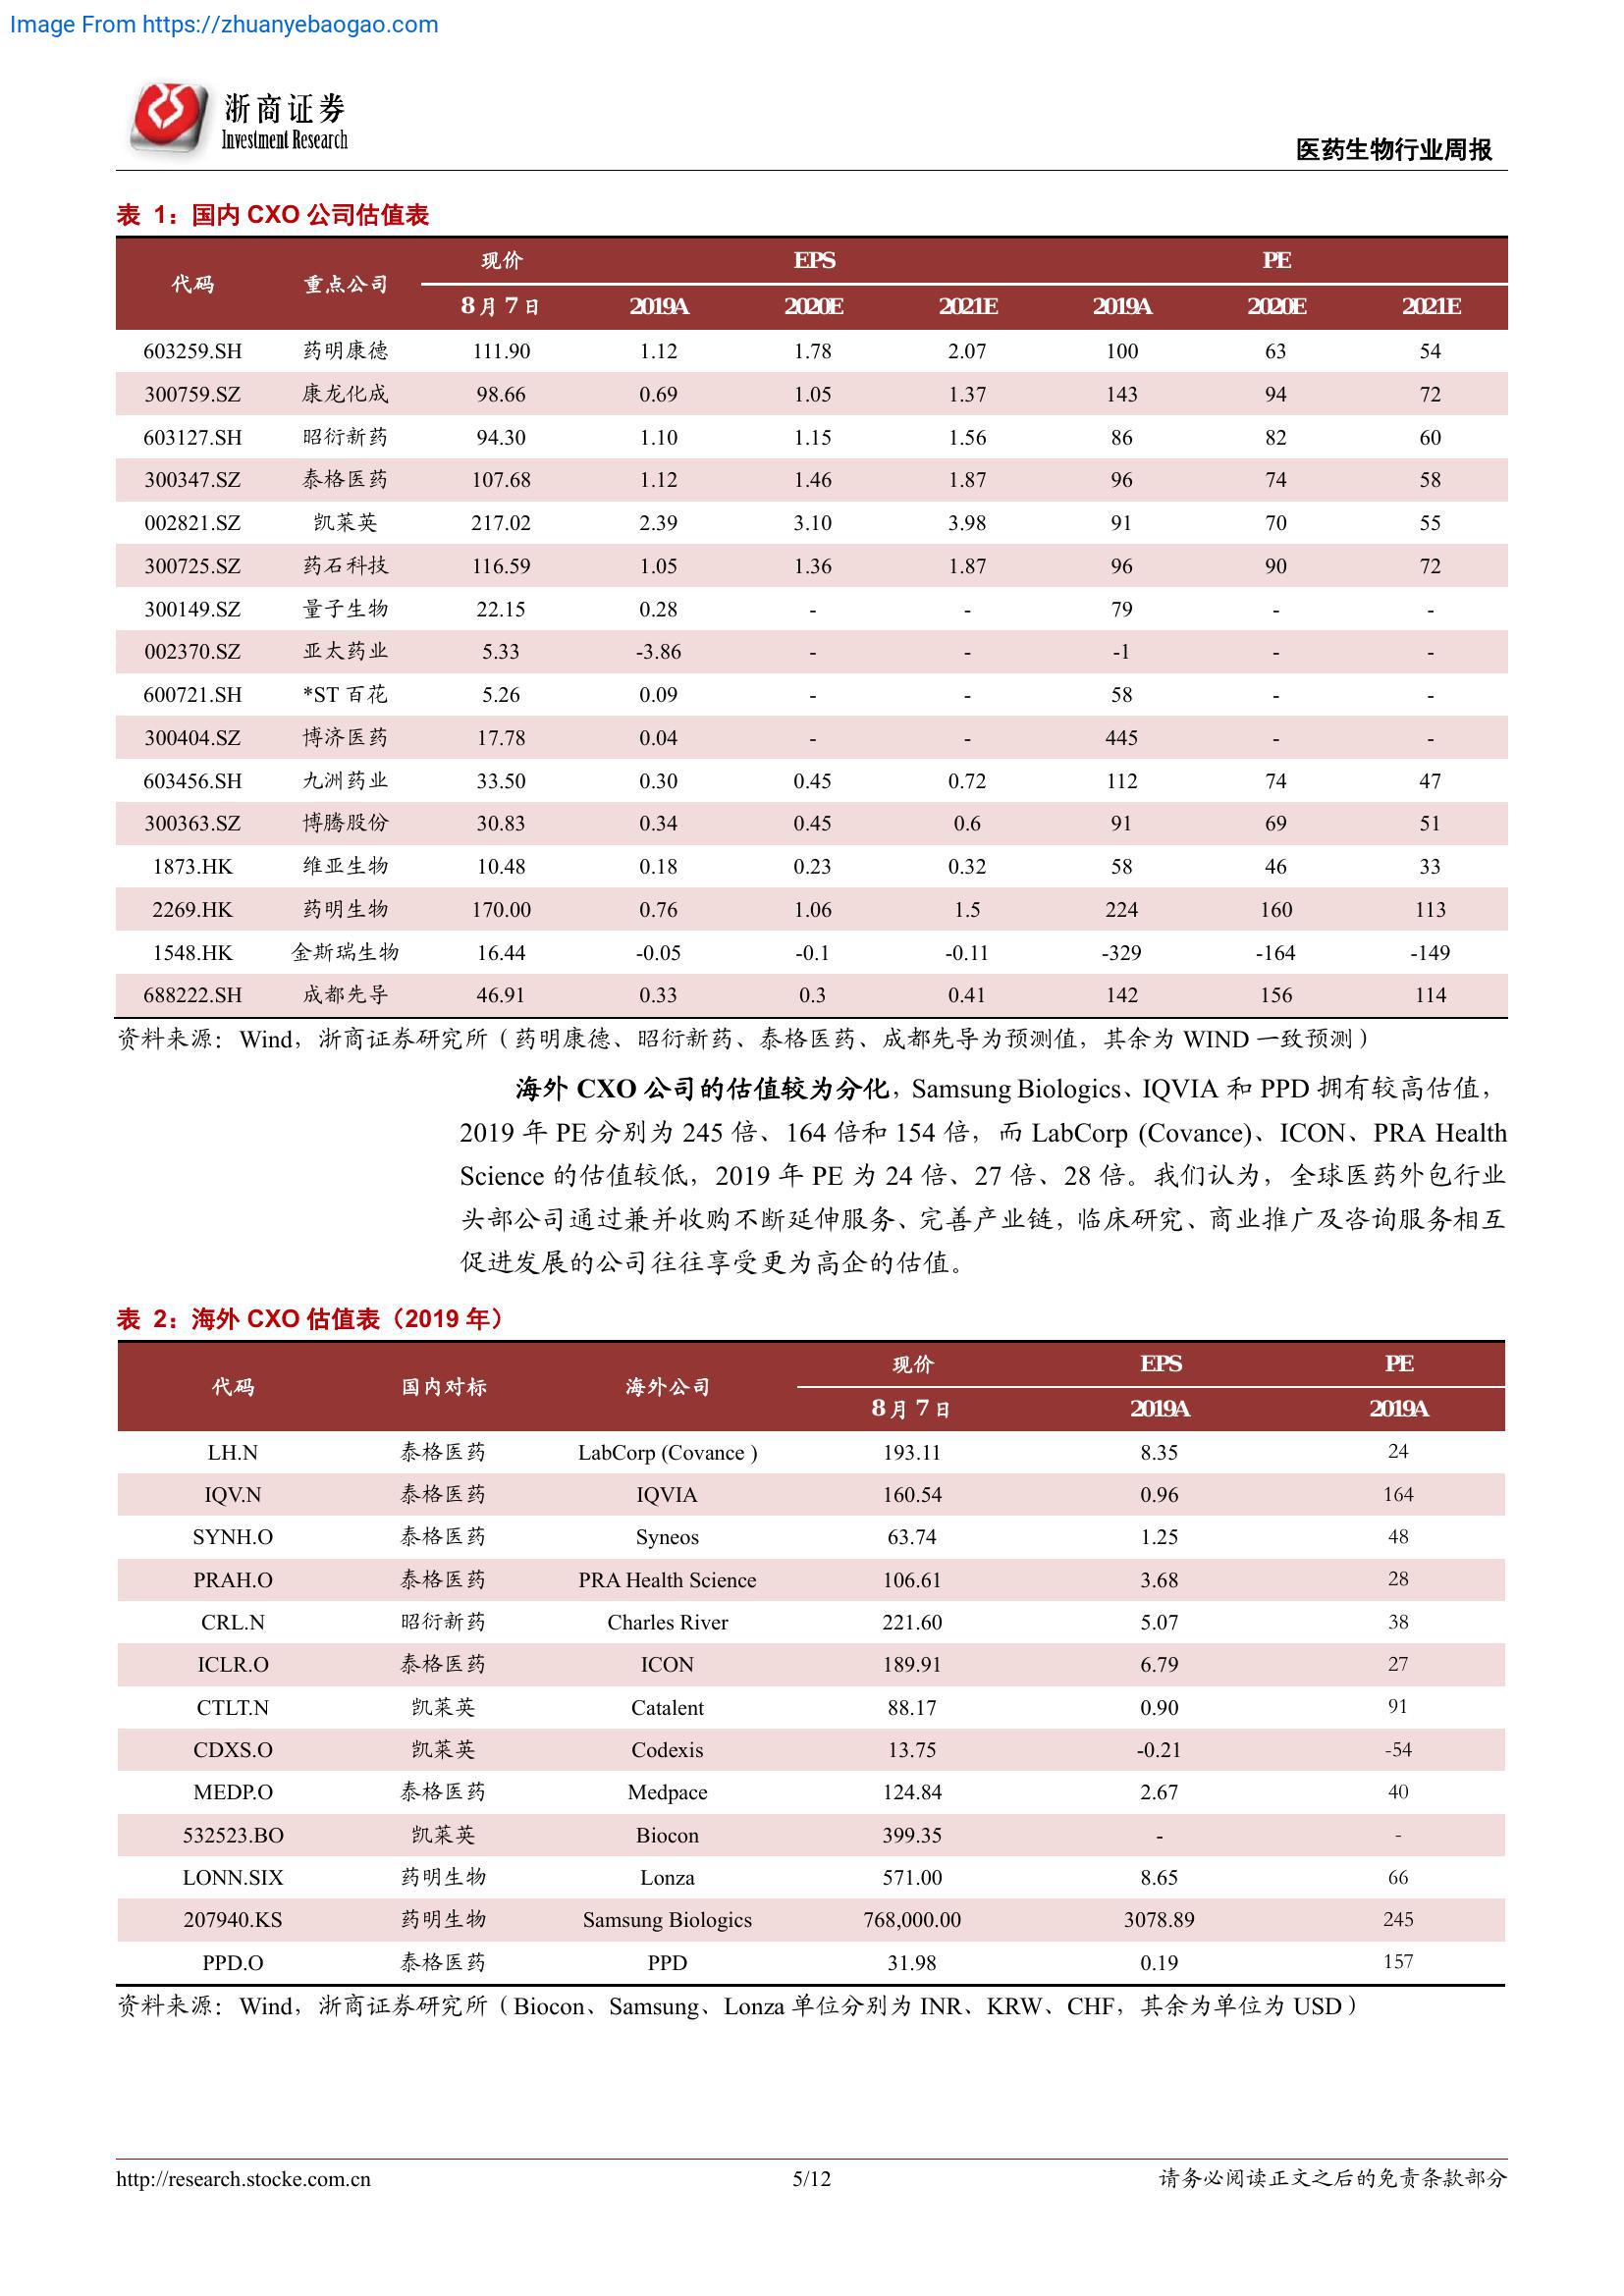 Image From https://zhuanyebaogao.com
浙商证券
Investment Research
医药生物行业周报
表 1：国内 CXO 公司估值表
代码 重点公司 现价 EPS PE
8 月 7 日 2019A 2020E 2021E 2019A 2020E 2021E
603259.SH 药明康德 111.90 1.12 1.78 2.07 100 63 54
300759.SZ 康龙化成 98.66 0.69 1.05 1.37 143 94 72
603127.SH 昭衍新药 94.30 1.10 1.15 1.56 86 82 60
300347.SZ 泰格医药 107.68 1.12 1.46 1.87 96 74 58
002821.SZ 凯莱英 217.02 2.39 3.10 3.98 91 70 55
300725.SZ 药石科技 116.59 1.05 1.36 1.87 96 90 72
300149.SZ 量子生物 22.15 0.28 - - 79 - -
002370.SZ 亚太药业 5.33 -3.86 - - -1 - -
600721.SH *ST 百花 5.26 0.09 - - 58 - -
300404.SZ 博济医药 17.78 0.04 - - 445 - -
603456.SH 九洲药业 33.50 0.30 0.45 0.72 112 74 47
300363.SZ 博腾股份 30.83 0.34 0.45 0.6 91 69 51
1873.HK 维亚生物 10.48 0.18 0.23 0.32 58 46 33
2269.HK 药明生物 170.00 0.76 1.06 1.5 224 160 113
1548.HK 金斯瑞生物 16.44 -0.05 -0.1 -0.11 -329 -164 -149
688222.SH 成都先导 46.91 0.33 0.3 0.41 142 156 114
资料来源：Wind，浙商证券研究所（药明康德、昭衍新药、泰格医药、成都先导为预测值，其余为 WIND 一致预测）
海外 CXO 公司的估值较为分化，Samsung Biologics、IQVIA 和 PPD 拥有较高估值，
2019 年 PE 分别为 245 倍、164 倍和 154 倍，而 LabCorp (Covance)、ICON、PRA Health
Science 的估值较低，2019 年 PE 为 24 倍、27 倍、28 倍。我们认为，全球医药外包行业
头部公司通过兼并收购不断延伸服务、完善产业链，临床研究、商业推广及咨询服务相互
促进发展的公司往往享受更为高企的估值。
表 2：海外 CXO 估值表（2019 年）
代码 国内对标 海外公司 现价 EPS PE
8 月 7 日 2019A 2019A
LH.N 泰格医药 LabCorp (Covance ) 193.11 8.35 24
IQV.N 泰格医药 IQVIA 160.54 0.96 164
SYNH.O 泰格医药 Syneos 63.74 1.25 48
PRAH.O 泰格医药 PRA Health Science 106.61 3.68 28
CRL.N 昭衍新药 Charles River 221.60 5.07 38
ICLR.O 泰格医药 ICON 189.91 6.79 27
CTLT.N 凯莱英 Catalent 88.17 0.90 91
CDXS.O 凯莱英 Codexis 13.75 -0.21 -54
MEDP.O 泰格医药 Medpace 124.84 2.67 40
532523.BO 凯莱英 Biocon 399.35 - -
LONN.SIX 药明生物 Lonza 571.00 8.65 66
207940.KS 药明生物 Samsung Biologics 768,000.00 3078.89 245
PPD.O 泰格医药 PPD 31.98 0.19 157
资料来源：Wind，浙商证券研究所（Biocon、Samsung、Lonza 单位分别为 INR、KRW、CHF，其余为单位为 USD）
http://research.stocke.com.cn 5/12 请务必阅读正文之后的免责条款部分